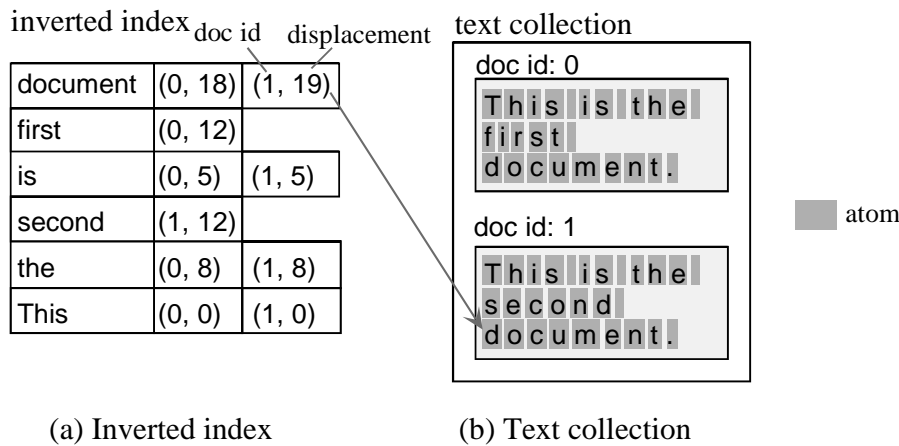 inverted index
doc id
displacement
document (0, 18) (1, 19)
first (0, 12)
is (0, 5) (1, 5)
second (1, 12)
the (0, 8) (1, 8)
This (0, 0) (1, 0)
(a) Inverted index
text collection
doc id: 0
This is the
first
document.
doc id: 1
This is the
second
document.
atom
(b) Text collection